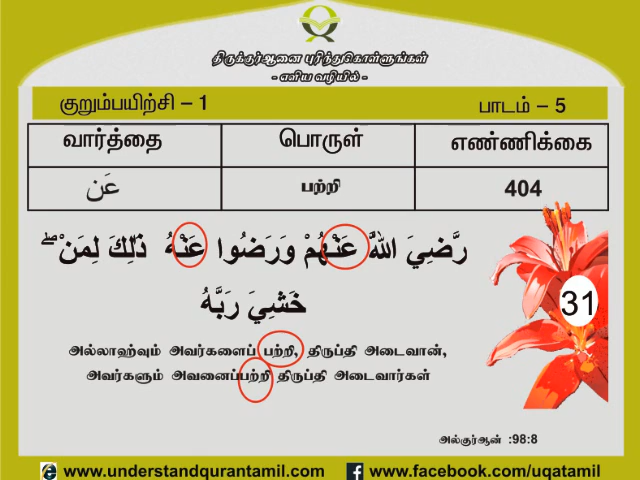 திருக்குர்ஆனை புரிந்துகொள்ளுங்கள்
- எளிய வழியில் -
குறும்பயிற்சி – 1 பாடம் – 5
வார்த்தை பொருள் எண்ணிக்கை
عَن பற்றி 404
رَّضِيَ اللهُ عَنْهُمْ وَرَضُوا عَنْهُ ذَٰلِكَ لِمَنْ ۖ
خَشِيَ رَبَّهُ
31
அல்லாஹ்வும் அவர்களைப் பற்றி, திருப்தி அடைவான்,
அவர்களும் அவனைப்பற்றி திருப்தி அடைவார்கள்
அல்குர்ஆன் :98:8
www.understandqurantamil.com www.facebook.com/uqatamil